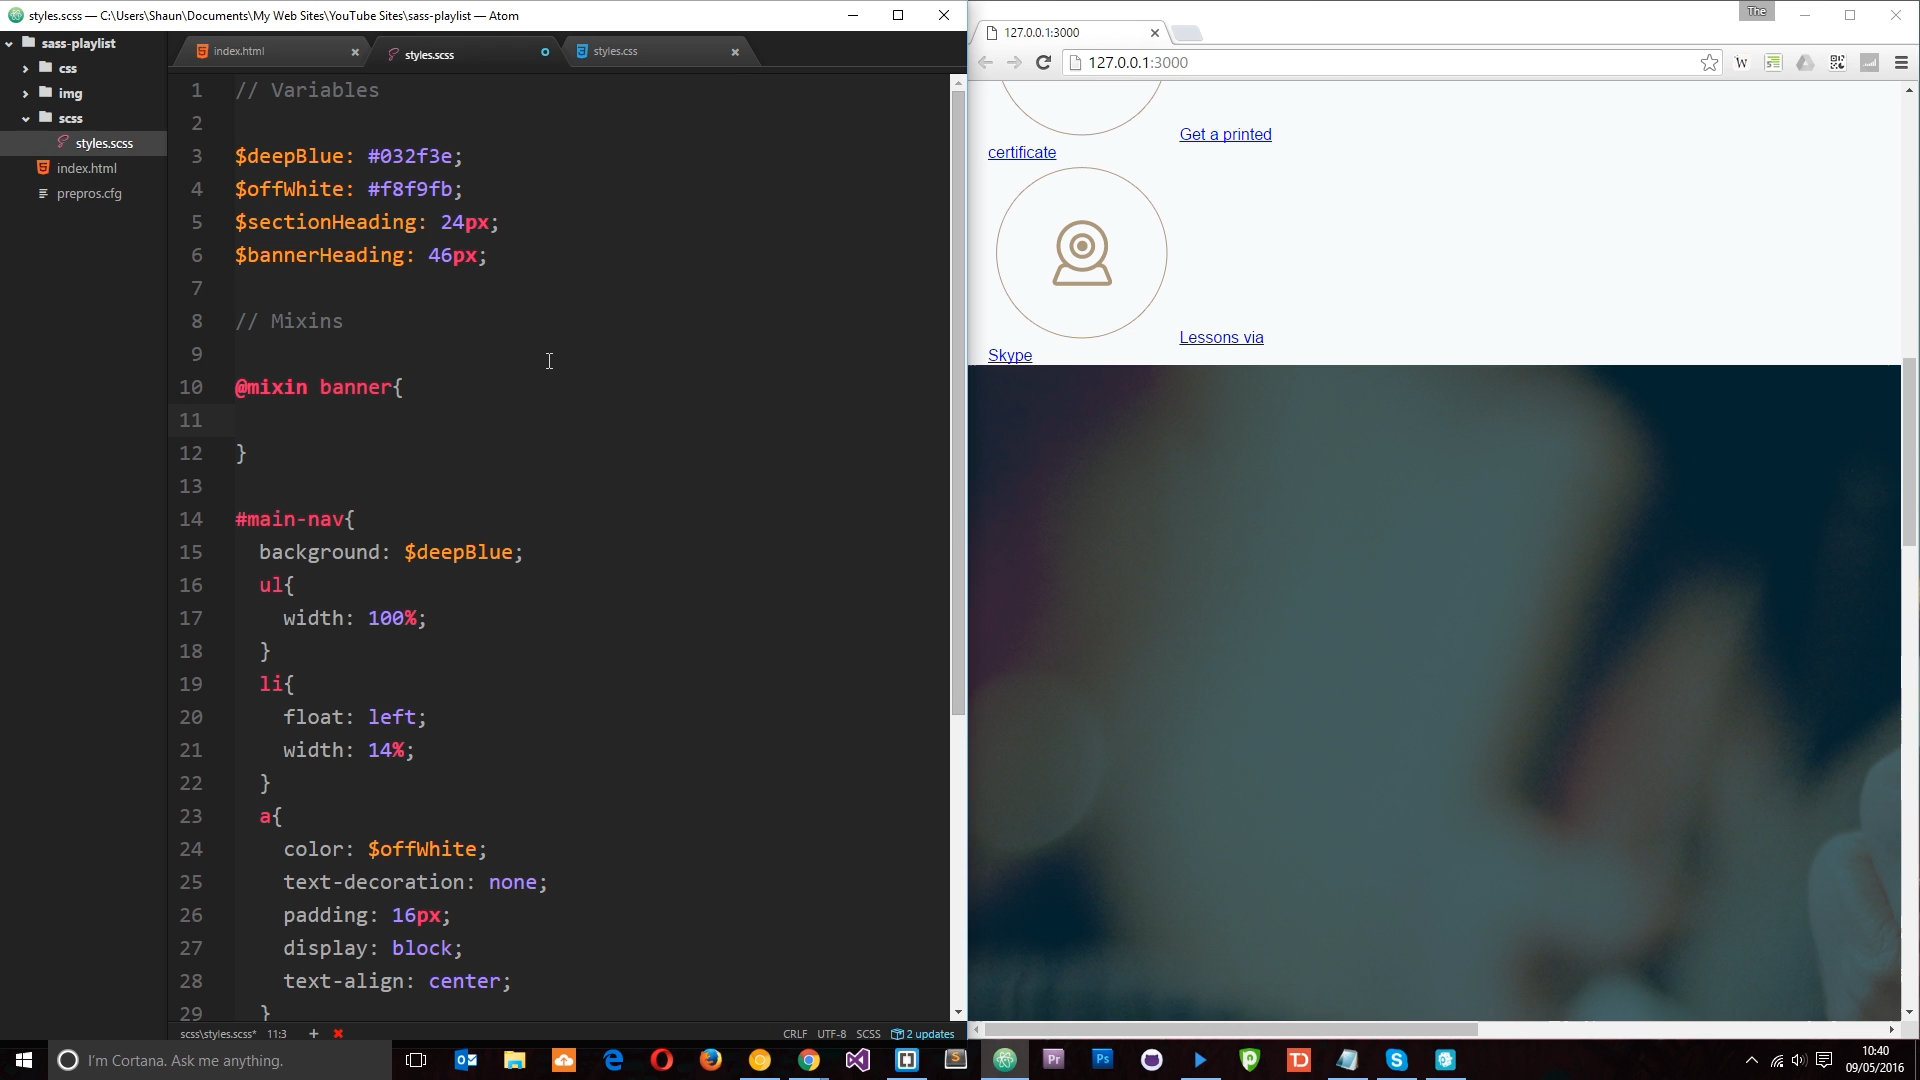 styles.scss — C:\Users\Shaun\Documents\My Web Sites\YouTube Sites\sass-playlist — Atom
sass-playlist
css
img
scss
styles.scss
index.html
prepros.cfg
index.html
styles.scss
styles.css
1 // Variables
2
3 $deepBlue: #032f3e;
4 $offWhite: #f8f9fb;
5 $sectionHeading: 24px;
6 $bannerHeading: 46px;
7
8 // Mixins
9
10 @mixin banner{
11
12 }
13
14 #main-nav{
15 background: $deepBlue;
16 ul{
17 width: 100%;
18 }
19 li{
20 float: left;
21 width: 14%;
22 }
23 a{
24 color: $offWhite;
25 text-decoration: none;
26 padding: 16px;
27 display: block;
28 text-align: center;
29 }
scss\styles.scss* 11:3
CRLF UTF-8 SCSS 2 updates
The
127.0.0.1:3000
127.0.0.1:3000
Get a printed
certificate
Lessons via
Skype
I'm Cortana. Ask me anything.
Pr
Ps
TD
10:40
09/05/2016